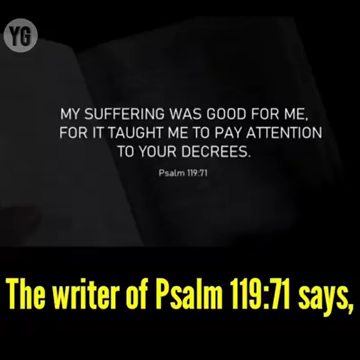 YG
MY SUFFERING WAS GOOD FOR ME,
FOR IT TAUGHT ME TO PAY ATTENTION
TO YOUR DECREES.
Psalm 119:71
The writer of Psalm 119:71 says,